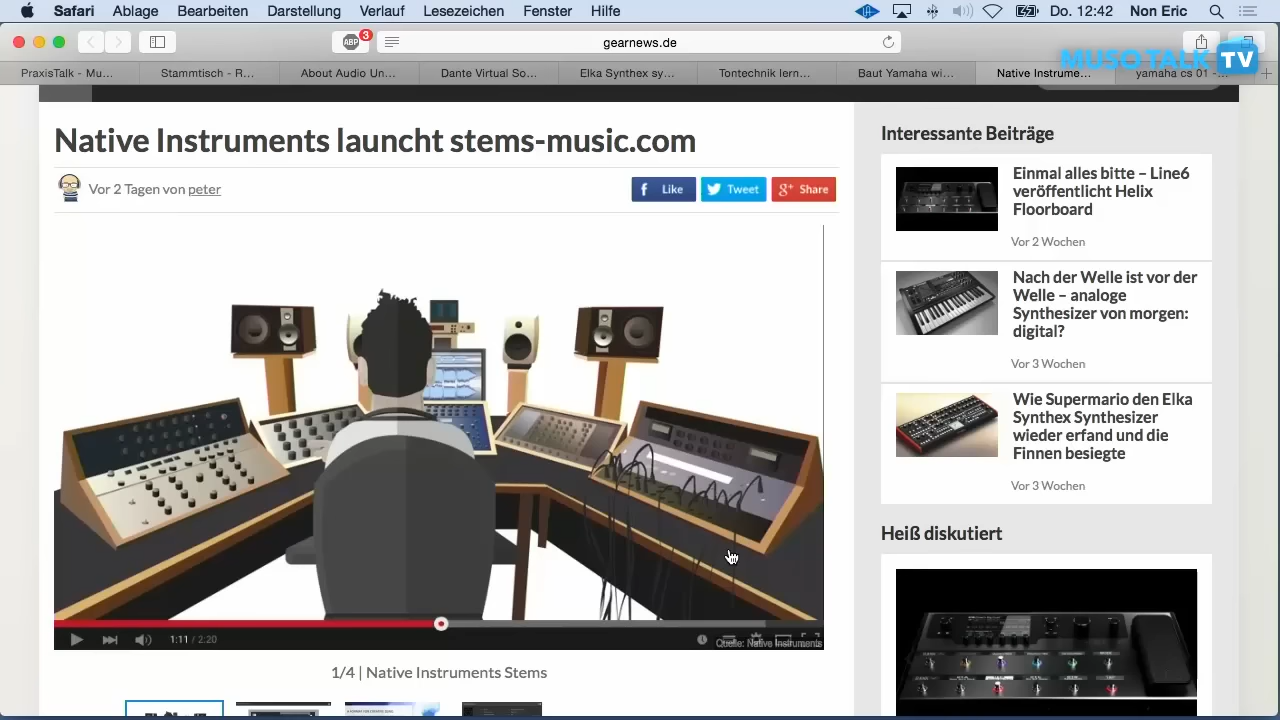 Safari Ablage Bearbeiten Darstellung Verlauf Lesezeichen Fenster Hilfe Do. 12:42 Non Eric
ABP 3 gearnews.de
MUSOTALK TV
PraxisTalk - Mu... Stammtisch - R... About Audio Un... Dante Virtual So... Elka Synthex sy... Tontechnik lern... Baut Yamaha wi... Native Instrume... yamaha cs 01 -...
Native Instruments launcht stems-music.com
Vor 2 Tagen von peter
Like Tweet Share
1:11 / 2:20
Quelle: Native Instruments
1/4 | Native Instruments Stems
Interessante Beiträge
Einmal alles bitte – Line6
veröffentlicht Helix
Floorboard
Vor 2 Wochen
Nach der Welle ist vor der
Welle – analoge
Synthesizer von morgen:
digital?
Vor 3 Wochen
Wie Supermario den Elka
Synthex Synthesizer
wieder erfand und die
Finnen besiegte
Vor 3 Wochen
Heiß diskutiert